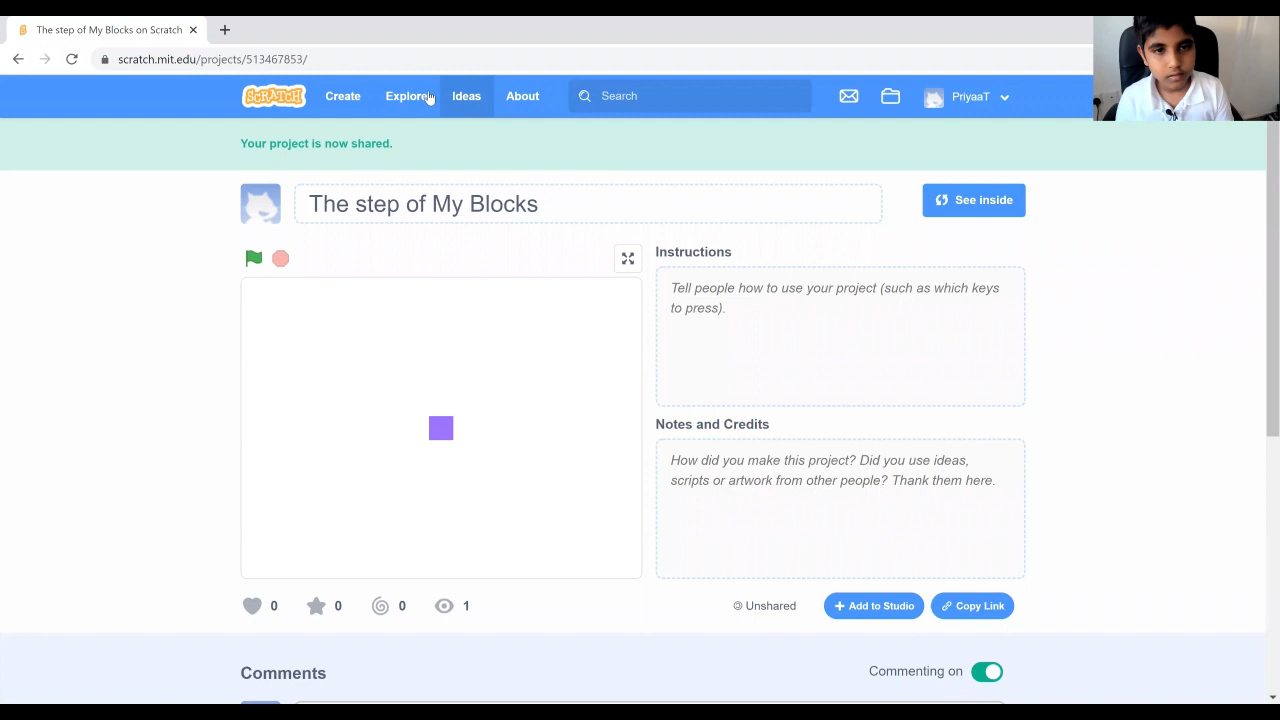 The step of My Blocks on Scratch
scratch.mit.edu/projects/513467853/
SCRATCH
Create
Explore
Ideas
About
Search
PriyaaT
Your project is now shared.
The step of My Blocks
See inside
Instructions
Tell people how to use your project (such as which keys
to press).
Notes and Credits
How did you make this project? Did you use ideas,
scripts or artwork from other people? Thank them here.
0
0
0
1
Unshared
Add to Studio
Copy Link
Comments
Commenting on